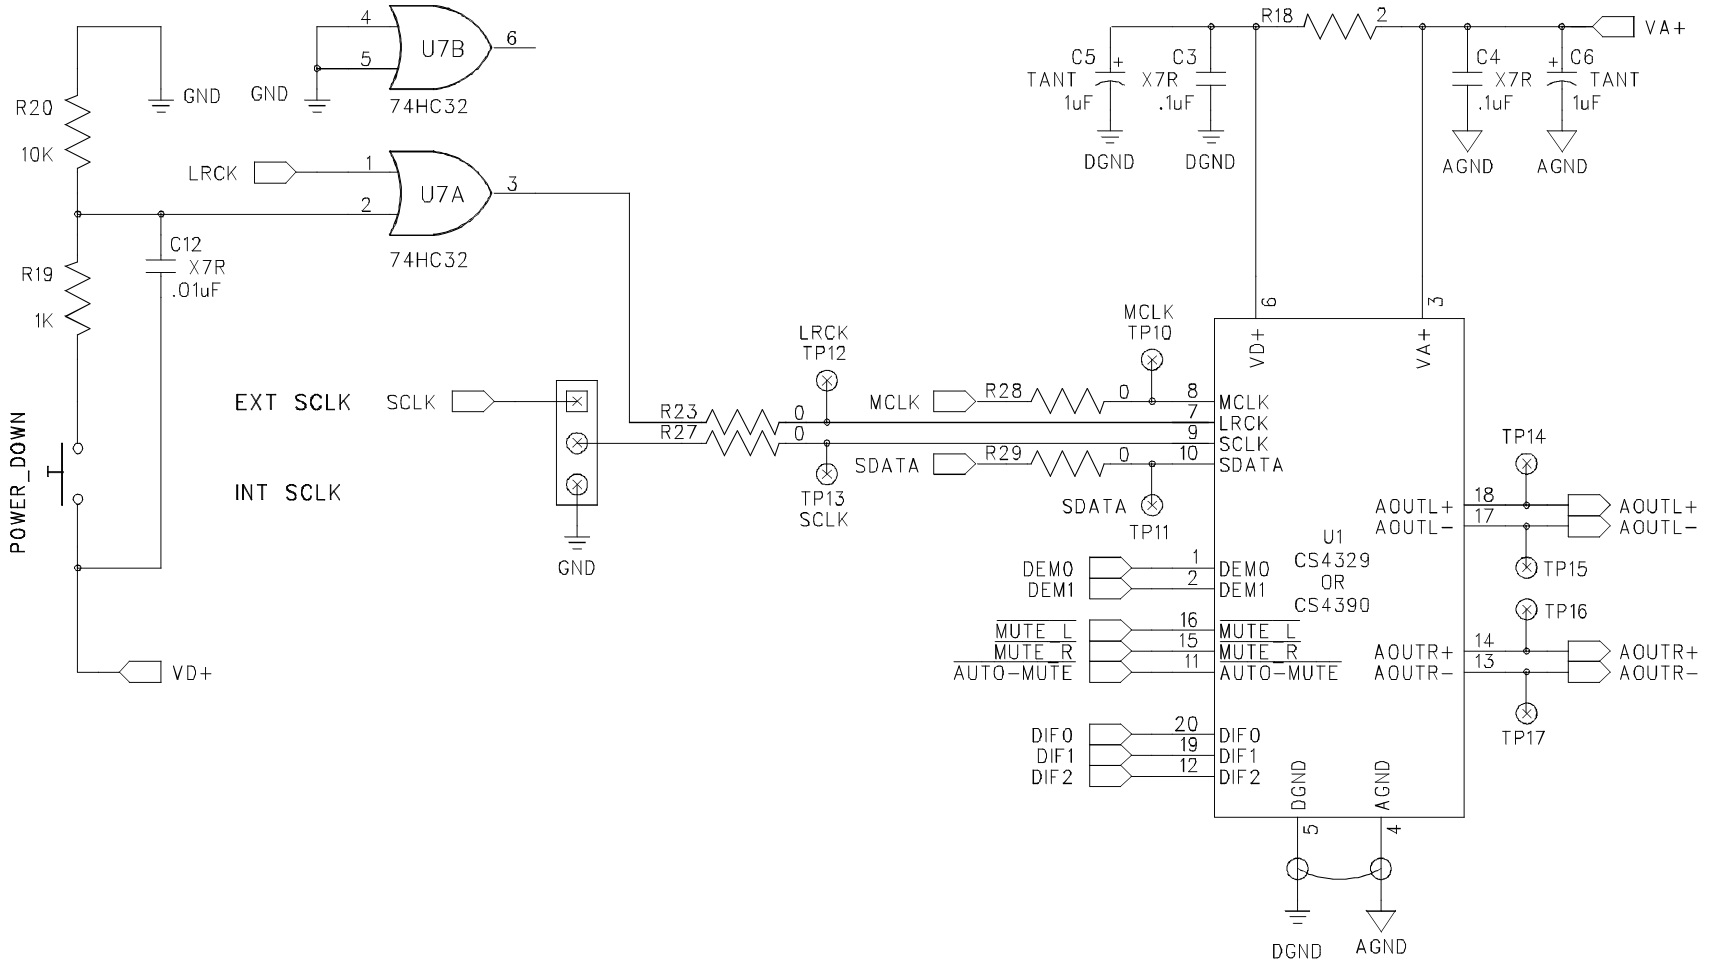 4
5
U7B
6
74HC32
GND
GND
R20
10K
LRCK
1
2
U7A
3
74HC32
C12
X7R
.01uF
R19
1K
POWER_DOWN
VD+
EXT SCLK
SCLK
INT SCLK
GND
R23
0
R27
0
LRCK
TP12
TP13
SCLK
MCLK
TP10
MCLK
R28
0
SDATA
R29
0
SDATA
TP11
R18
2
VA+
C5
+
TANT
1uF
DGND
C3
X7R
.1uF
DGND
C4
X7R
.1uF
AGND
+
C6
TANT
1uF
AGND
6
VD+
3
VA+
8
MCLK
7
LRCK
9
SCLK
10
SDATA
U1
CS4329
OR
CS4390
DEM0
1
DEM0
DEM1
2
DEM1
MUTE_L
16
MUTE_L
MUTE_R
15
MUTE_R
AUTO-MUTE
11
AUTO-MUTE
DIF0
20
DIF0
DIF1
19
DIF1
DIF2
12
DIF2
TP14
AOUTL+
18
AOUTL+
AOUTL-
17
AOUTL-
TP15
TP16
AOUTR+
14
AOUTR+
AOUTR-
13
AOUTR-
TP17
DGND
5
AGND
4
DGND
AGND